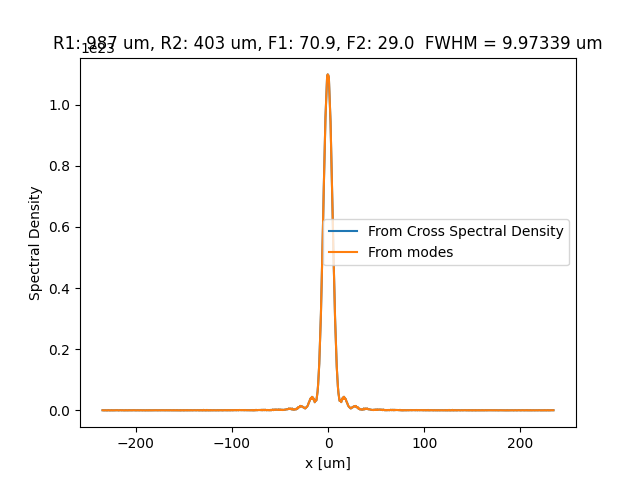 R1: 987 um, R2: 403 um, F1: 70.9, F2: 29.0  FWHM = 9.97339 um
1e23
1.0
0.8
0.6
0.4
0.2
0.0
Spectral Density
From Cross Spectral Density
From modes
−200
−100
0
100
200
x [um]